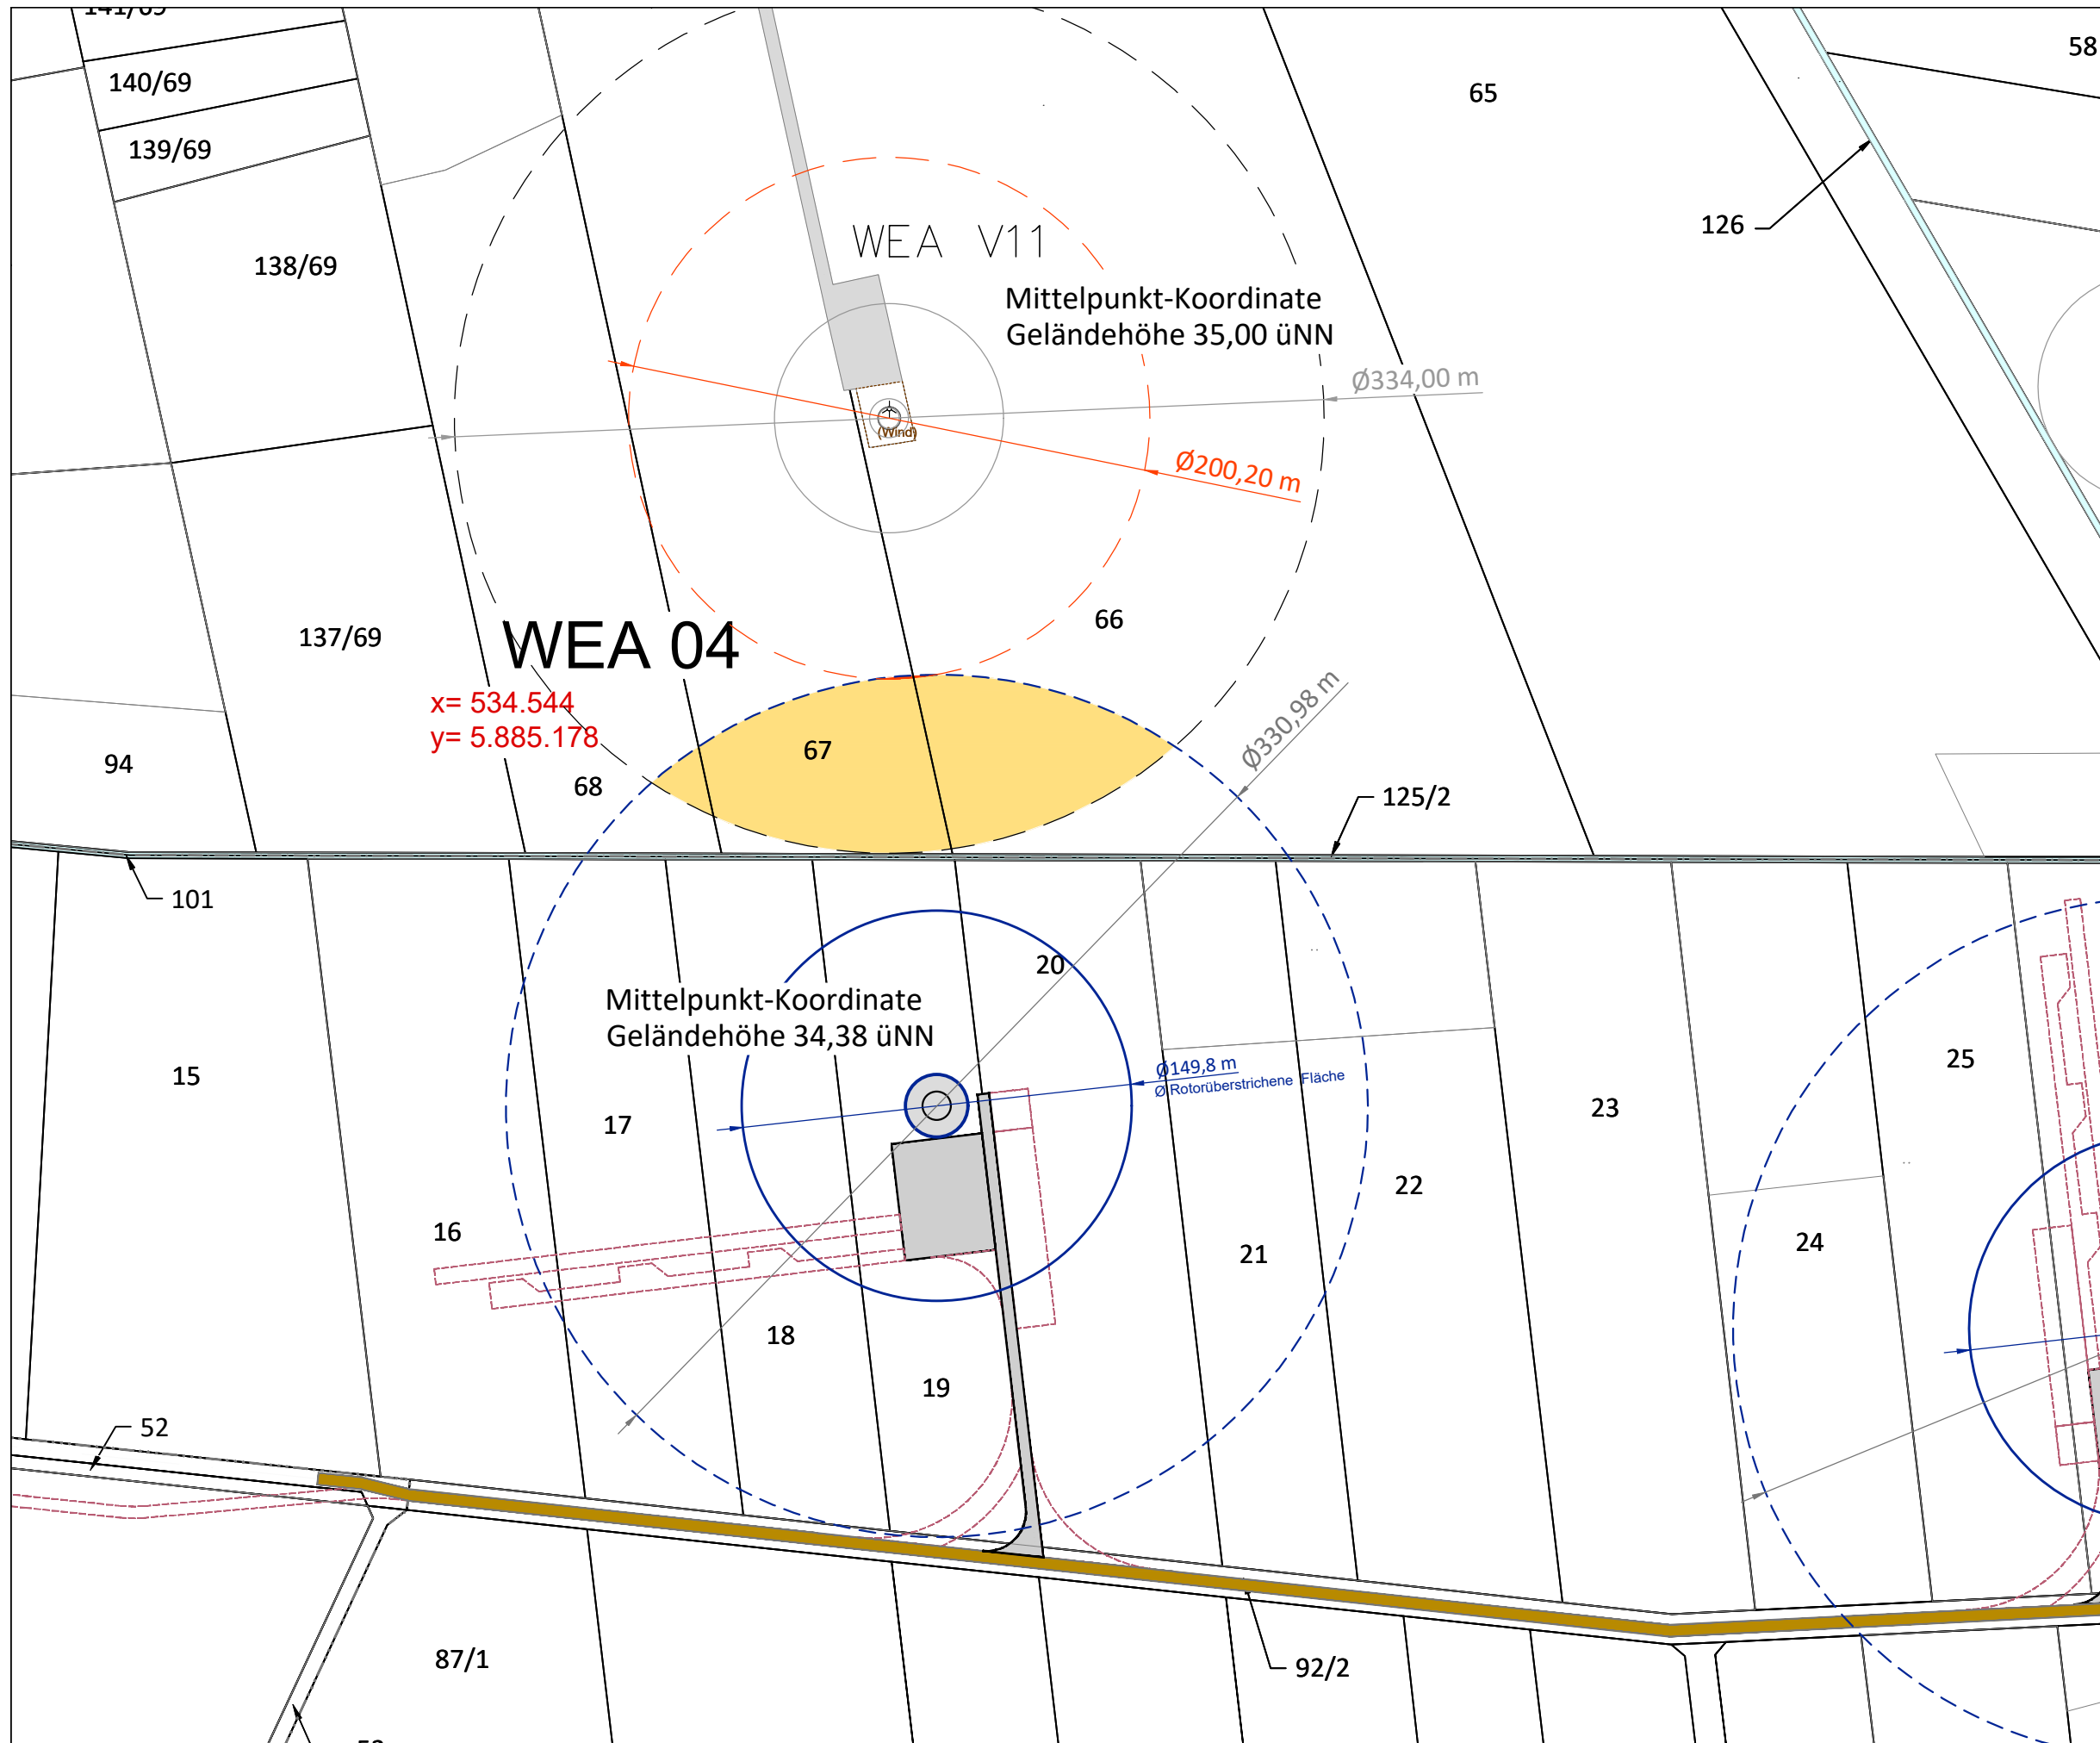 141/69
58
140/69
65
139/69
126
WEA V11
138/69
Mittelpunkt-Koordinate
Geländehöhe 35,00 üNN
Ø334,00 m
(Wind)
Ø200,20 m
66
137/69
WEA 04
x= 534.544
y= 5.885.178
Ø330,98 m
67
94
68
125/2
101
20
Mittelpunkt-Koordinate
Geländehöhe 34,38 üNN
25
Ø149,8 m
Ø Rotorüberstrichene Fläche
15
17
23
22
16
24
21
18
19
52
87/1
92/2